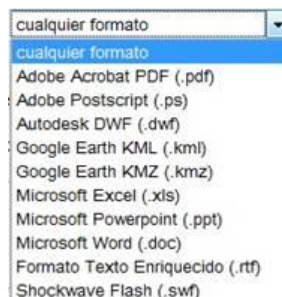 cualquier formato
cualquier formato
Adobe Acrobat PDF (.pdf)
Adobe Postscript (.ps)
Autodesk DWF (.dwf)
Google Earth KML (.kml)
Google Earth KMZ (.kmz)
Microsoft Excel (.xls)
Microsoft Powerpoint (.ppt)
Microsoft Word (.doc)
Formato Texto Enriquecido (.rtf)
Shockwave Flash (.swf)